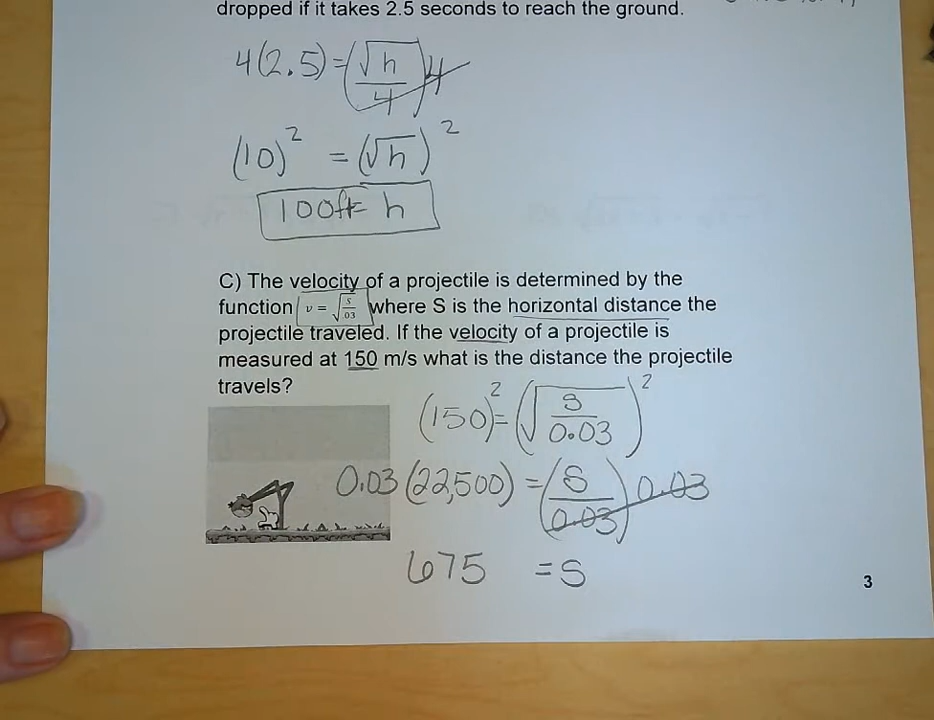 dropped if it takes 2.5 seconds to reach the ground.
4(2.5) = (√h/4)4
(10)² = (√h)²
100ft = h
C) The velocity of a projectile is determined by the
function v = √(s/.03) where S is the horizontal distance the
projectile traveled. If the velocity of a projectile is
measured at 150 m/s what is the distance the projectile
travels?
(150)² = (√(S/0.03))²
0.03(22,500) = (S/0.03)0.03
675 = S
3